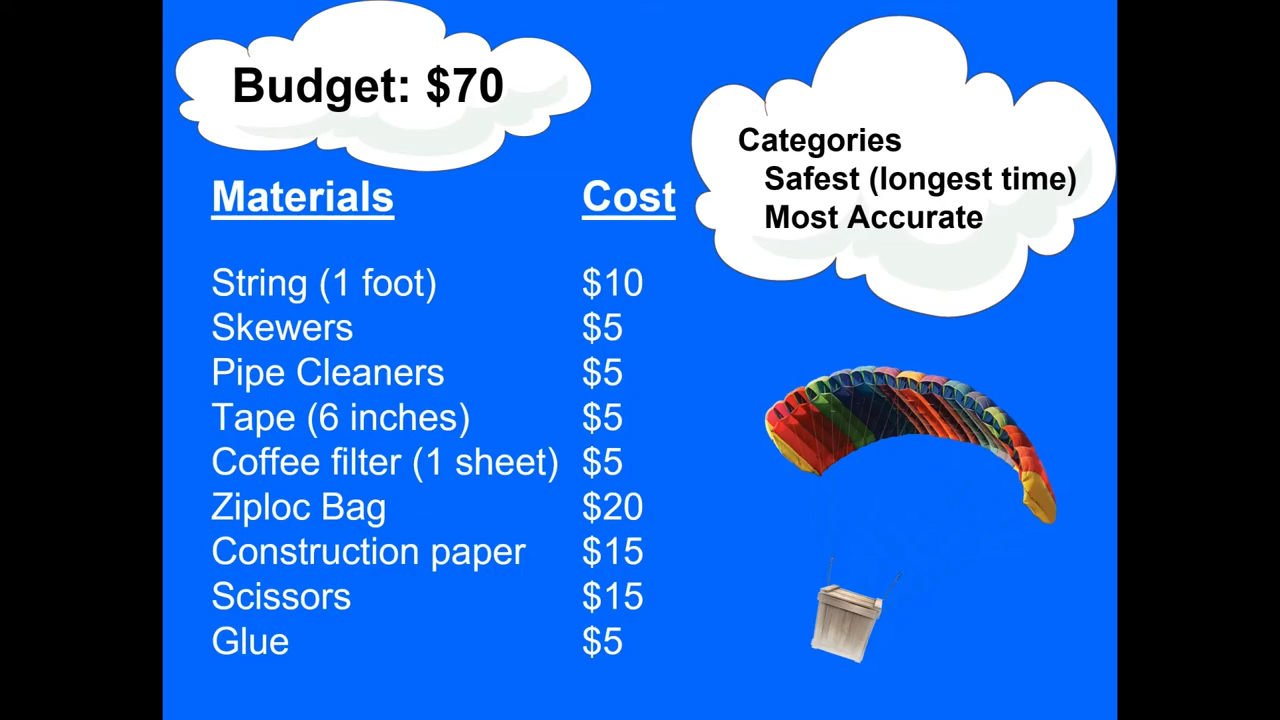 Budget: $70
Categories
Safest (longest time)
Most Accurate
Materials Cost
String (1 foot) $10
Skewers $5
Pipe Cleaners $5
Tape (6 inches) $5
Coffee filter (1 sheet) $5
Ziploc Bag $20
Construction paper $15
Scissors $15
Glue $5